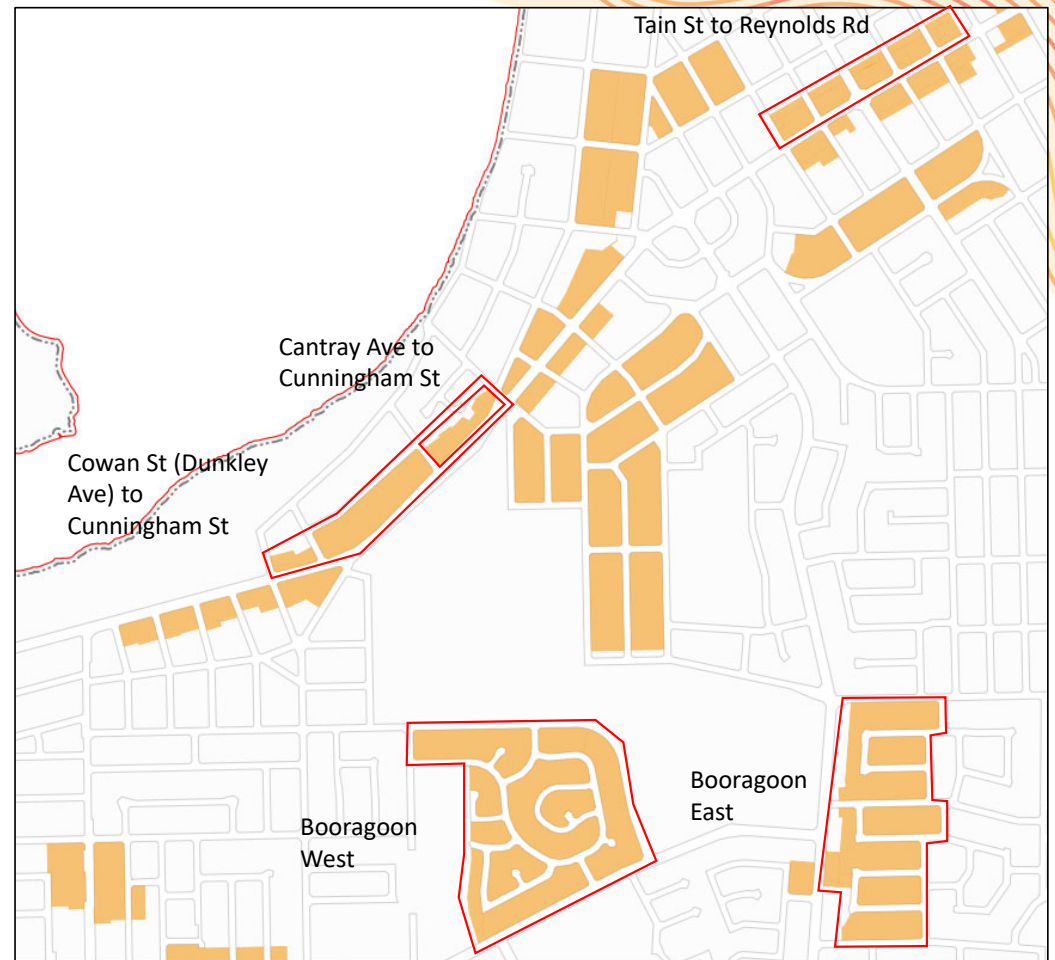 Tain St to Reynolds Rd
Cantray Ave to
Cunningham St
Cowan St (Dunkley
Ave) to
Cunningham St
Booragoon
East
Booragoon
West